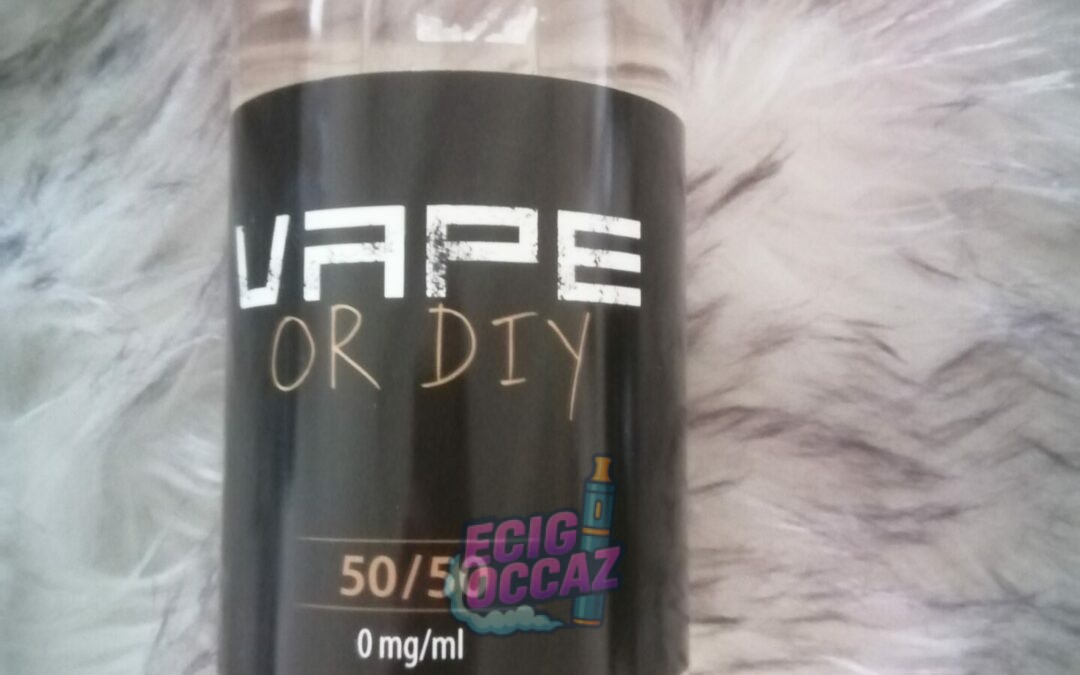 VAPE
OR DIY
50/50
ECIG
OCCAZ
0 mg/ml